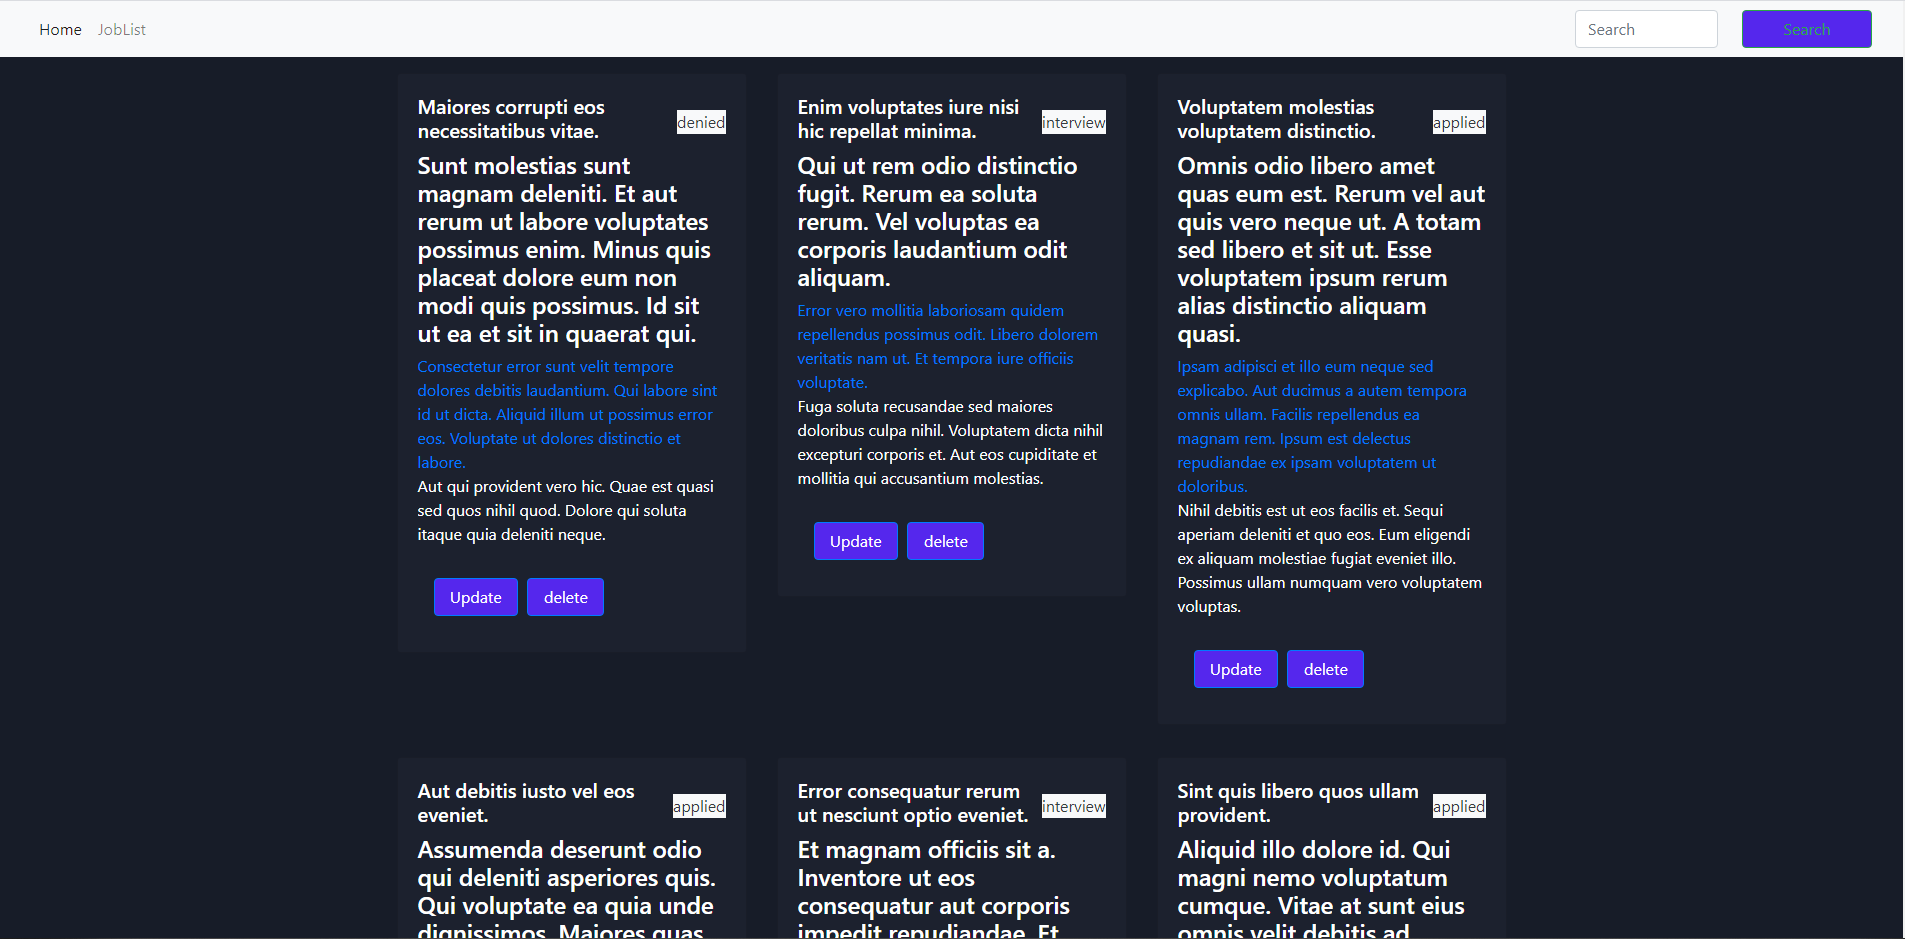 Home JobList Search Search
Maiores corrupti eos
necessitatibus vitae.
denied
Sunt molestias sunt
magnam deleniti. Et aut
rerum ut labore voluptates
possimus enim. Minus quis
placeat dolore eum non
modi quis possimus. Id sit
ut ea et sit in quaerat qui.
Consectetur error sunt velit tempore
dolores debitis laudantium. Qui labore sint
id ut dicta. Aliquid illum ut possimus error
eos. Voluptate ut dolores distinctio et
labore.
Aut qui provident vero hic. Quae est quasi
sed quos nihil quod. Dolore qui soluta
itaque quia deleniti neque.
Update delete
Enim voluptates iure nisi
hic repellat minima.
interview
Qui ut rem odio distinctio
fugit. Rerum ea soluta
rerum. Vel voluptas ea
corporis laudantium odit
aliquam.
Error vero mollitia laboriosam quidem
repellendus possimus odit. Libero dolorem
veritatis nam ut. Et tempora iure officiis
voluptate.
Fuga soluta recusandae sed maiores
doloribus culpa nihil. Voluptatem dicta nihil
excepturi corporis et. Aut eos cupiditate et
mollitia qui accusantium molestias.
Update delete
Voluptatem molestias
voluptatem distinctio.
applied
Omnis odio libero amet
quas eum est. Rerum vel aut
quis vero neque ut. A totam
sed libero et sit ut. Esse
voluptatem ipsum rerum
alias distinctio aliquam
quasi.
Ipsam adipisci et illo eum neque sed
explicabo. Aut ducimus a autem tempora
omnis ullam. Facilis repellendus ea
magnam rem. Ipsum est delectus
repudiandae ex ipsam voluptatem ut
doloribus.
Nihil debitis est ut eos facilis et. Sequi
aperiam deleniti et quo eos. Eum eligendi
ex aliquam molestiae fugiat eveniet illo.
Possimus ullam numquam vero voluptatem
voluptas.
Update delete
Aut debitis iusto vel eos
eveniet.
applied
Assumenda deserunt odio
qui deleniti asperiores quis.
Qui voluptate ea quia unde
dignissimos. Maiores quas
Error consequatur rerum
ut nesciunt optio eveniet.
interview
Et magnam officiis sit a.
Inventore ut eos
consequatur aut corporis
impedit repudiandae. Et
Sint quis libero quos ullam
provident.
applied
Aliquid illo dolore id. Qui
magni nemo voluptatum
cumque. Vitae at sunt eius
omnis velit debitis ad